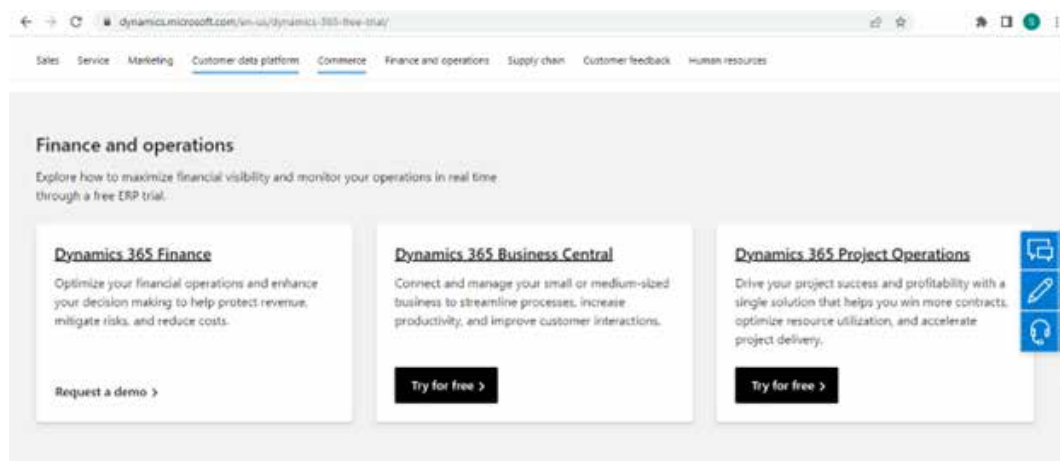 dynamics.microsoft.com/en-us/dynamics-365-free-trial/
Sales Service Marketing Customer data platform Commerce Finance and operations Supply chain Customer feedback Human resources
Finance and operations
Explore how to maximize financial visibility and monitor your operations in real time
through a free ERP trial.
Dynamics 365 Finance
Optimize your financial operations and enhance
your decision making to help protect revenue,
mitigate risks, and reduce costs.
Request a demo >
Dynamics 365 Business Central
Connect and manage your small or medium-sized
business to streamline processes, increase
productivity, and improve customer interactions.
Try for free >
Dynamics 365 Project Operations
Drive your project success and profitability with a
single solution that helps you win more contracts,
optimize resource utilization, and accelerate
project delivery.
Try for free >